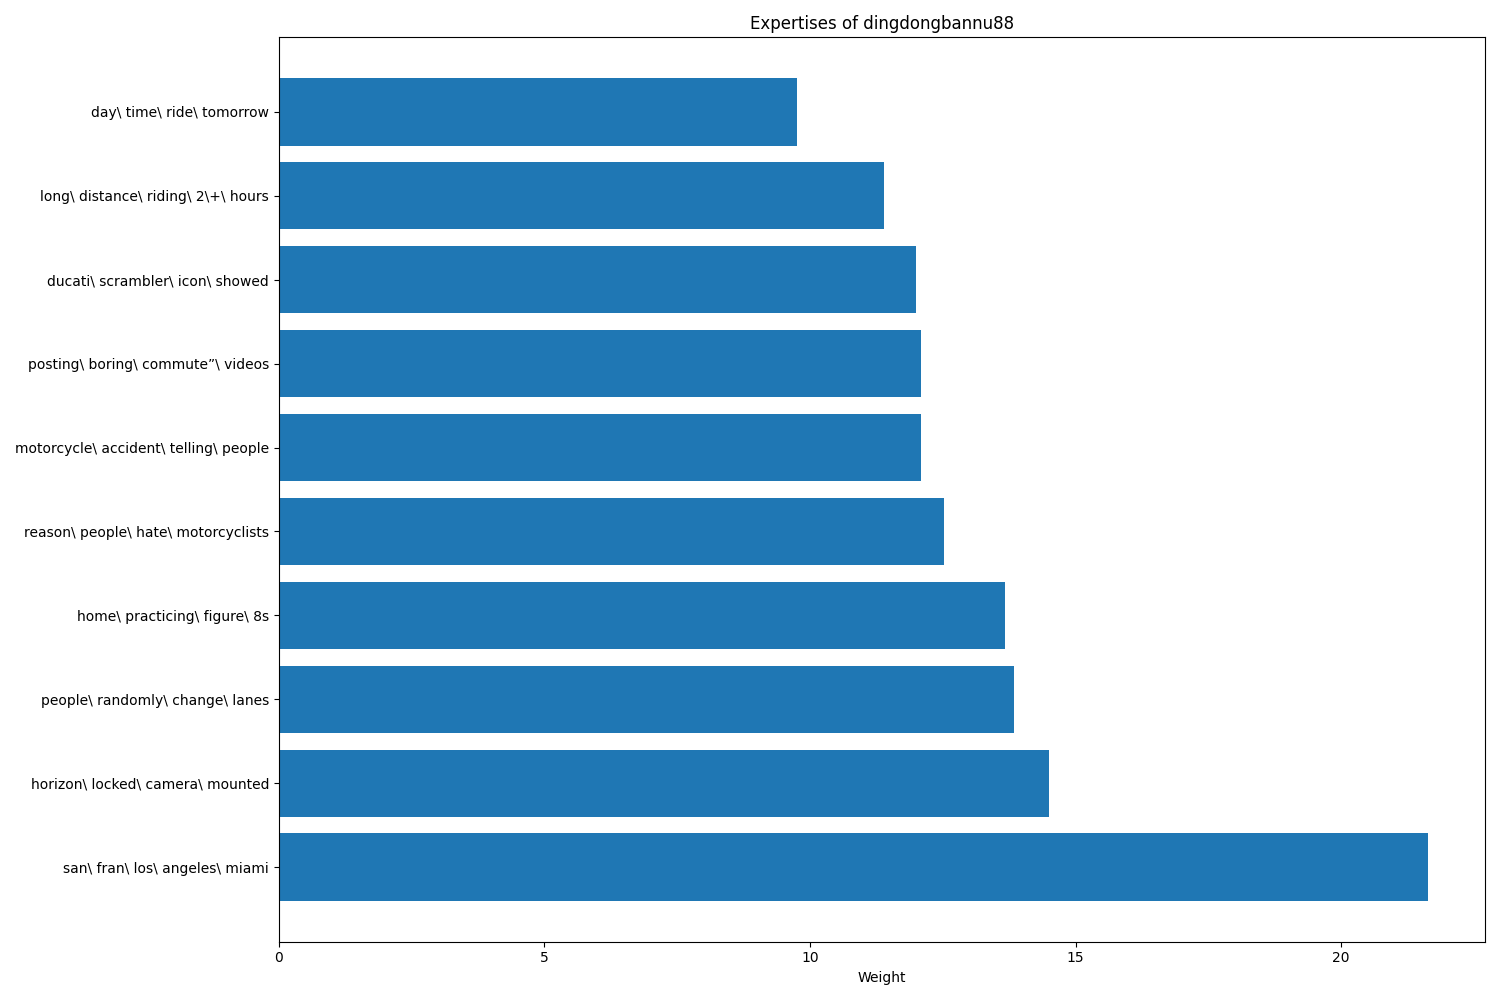 Expertises of dingdongbannu88
day\ time\ ride\ tomorrow
long\ distance\ riding\ 2\+\ hours
ducati\ scrambler\ icon\ showed
posting\ boring\ commute”\ videos
motorcycle\ accident\ telling\ people
reason\ people\ hate\ motorcyclists
home\ practicing\ figure\ 8s
people\ randomly\ change\ lanes
horizon\ locked\ camera\ mounted
san\ fran\ los\ angeles\ miami
0 5 10 15 20
Weight